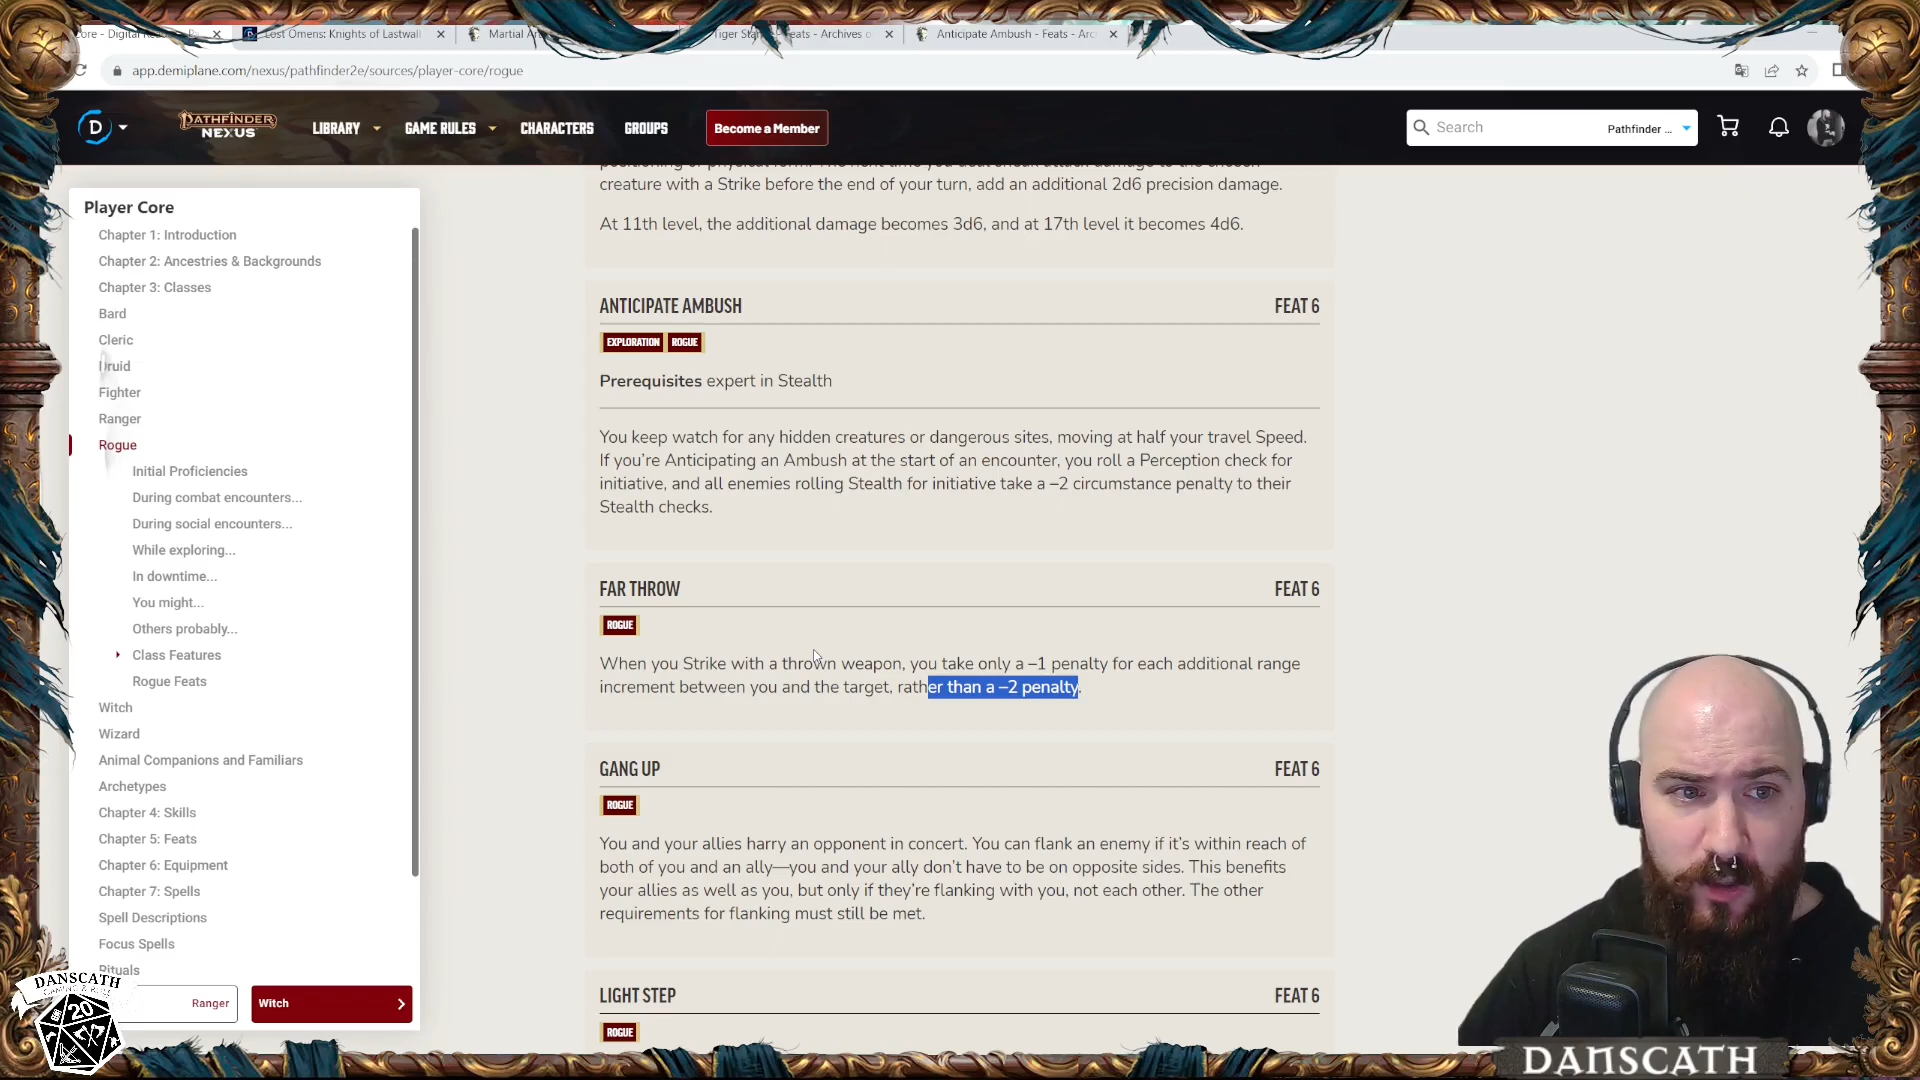 Core - Digital Rea
Lost Omens: Knights of Lastwall
Martial Ar
Tiger Stan
Feats - Archives o
Anticipate Ambush - Feats - Arc
app.demiplane.com/nexus/pathfinder2e/sources/player-core/rogue
D
PATHFINDER
NEXUS
LIBRARY
GAME RULES
CHARACTERS
GROUPS
Become a Member
Search
Pathfinder ...
Player Core
Chapter 1: Introduction
Chapter 2: Ancestries & Backgrounds
Chapter 3: Classes
Bard
Cleric
Druid
Fighter
Ranger
Rogue
Initial Proficiencies
During combat encounters...
During social encounters...
While exploring...
In downtime...
You might...
Others probably...
Class Features
Rogue Feats
Witch
Wizard
Animal Companions and Familiars
Archetypes
Chapter 4: Skills
Chapter 5: Feats
Chapter 6: Equipment
Chapter 7: Spells
Spell Descriptions
Focus Spells
Rituals
Ranger
Witch
creature with a Strike before the end of your turn, add an additional 2d6 precision damage.
At 11th level, the additional damage becomes 3d6, and at 17th level it becomes 4d6.
ANTICIPATE AMBUSH
FEAT 6
EXPLORATION ROGUE
Prerequisites expert in Stealth
You keep watch for any hidden creatures or dangerous sites, moving at half your travel Speed.
If you're Anticipating an Ambush at the start of an encounter, you roll a Perception check for
initiative, and all enemies rolling Stealth for initiative take a –2 circumstance penalty to their
Stealth checks.
FAR THROW
FEAT 6
ROGUE
When you Strike with a thrown weapon, you take only a –1 penalty for each additional range
increment between you and the target, rather than a –2 penalty.
GANG UP
FEAT 6
ROGUE
You and your allies harry an opponent in concert. You can flank an enemy if it's within reach of
both of you and an ally—you and your ally don't have to be on opposite sides. This benefits
your allies as well as you, but only if they're flanking with you, not each other. The other
requirements for flanking must still be met.
LIGHT STEP
FEAT 6
ROGUE
DANSCATH
GAMING & ROLE
20
DANSCATH